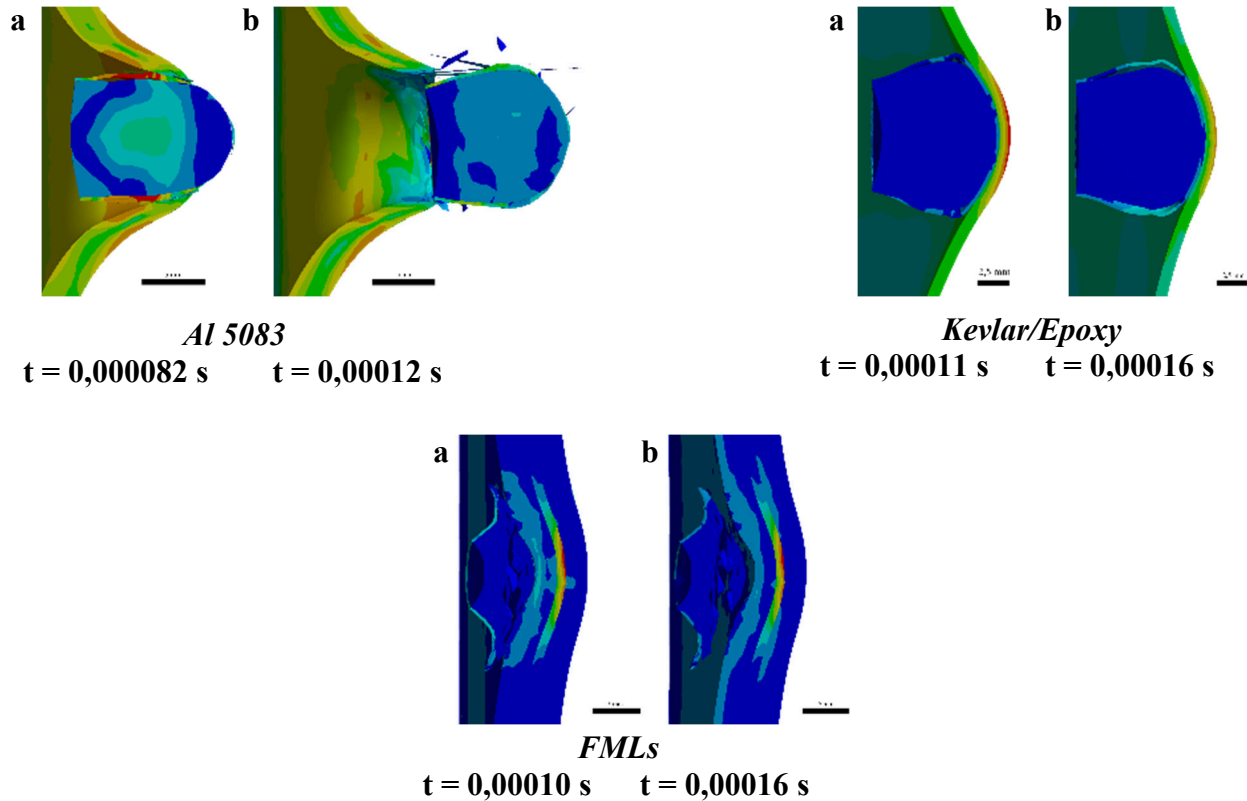 a b
a b
2,5 mm
Al 5083
Kevlar/Epoxy
t = 0,000082 s t = 0,00012 s
t = 0,00011 s t = 0,00016 s
a b
FMLs
t = 0,00010 s t = 0,00016 s